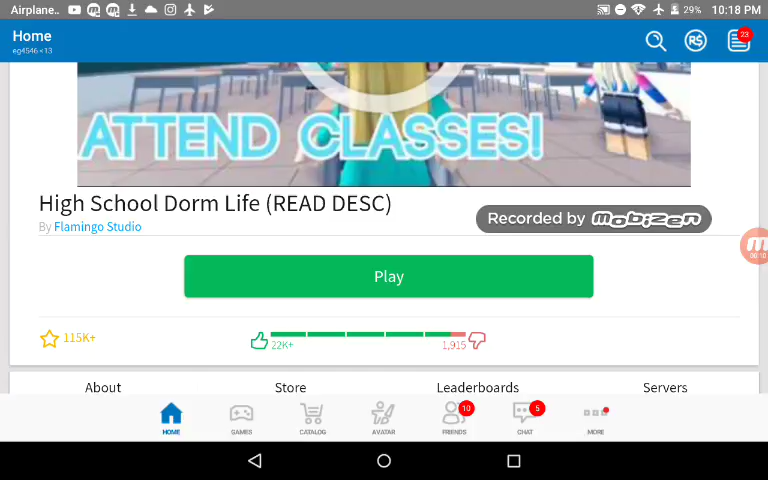 Airplane.. 29% 10:18 PM
Home
eg4546 <13
R$ 23
ATTEND CLASSES!
High School Dorm Life (READ DESC)
By Flamingo Studio
Recorded by Mobizen
00:10
Play
115K+
22K+ 1,915
About Store Leaderboards Servers
10 5
HOME GAMES CATALOG AVATAR FRIENDS CHAT MORE